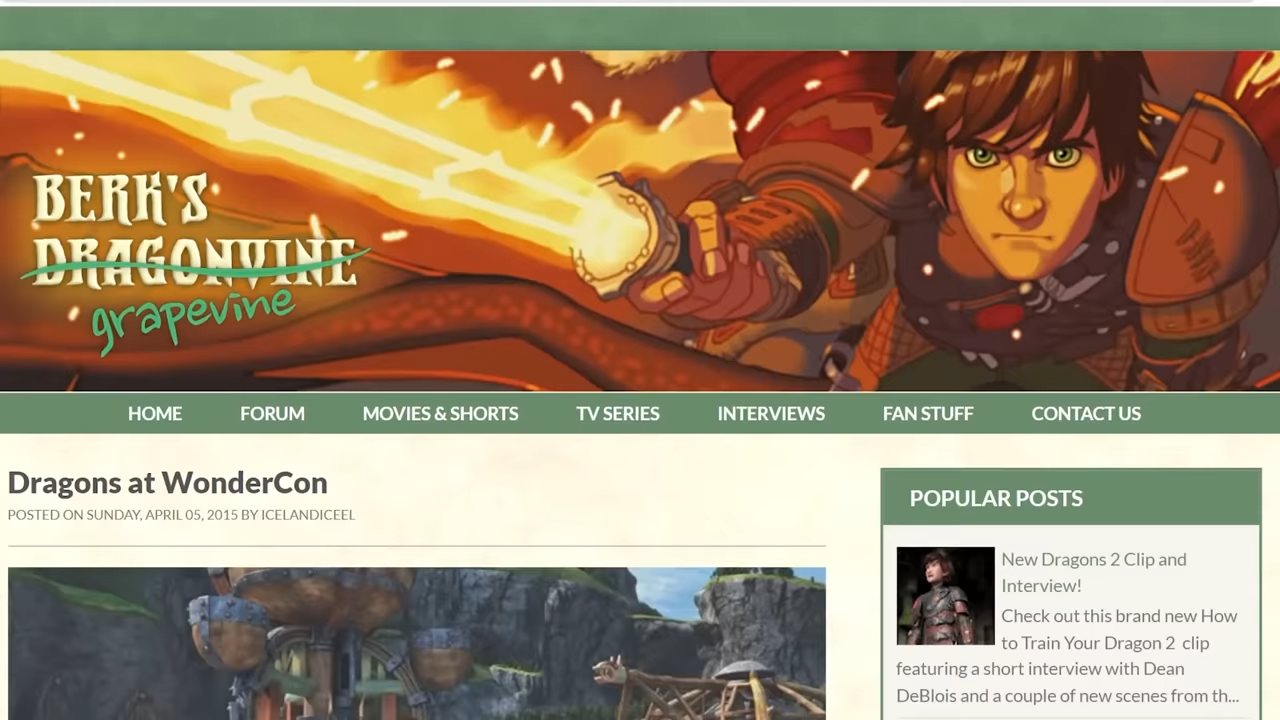 BERK'S
DRAGONVINE
grapevine
HOME FORUM MOVIES & SHORTS TV SERIES INTERVIEWS FAN STUFF CONTACT US
Dragons at WonderCon
POSTED ON SUNDAY, APRIL 05, 2015 BY ICELANDICEEL
POPULAR POSTS
New Dragons 2 Clip and
Interview!
Check out this brand new How
to Train Your Dragon 2 clip
featuring a short interview with Dean
DeBlois and a couple of new scenes from th...